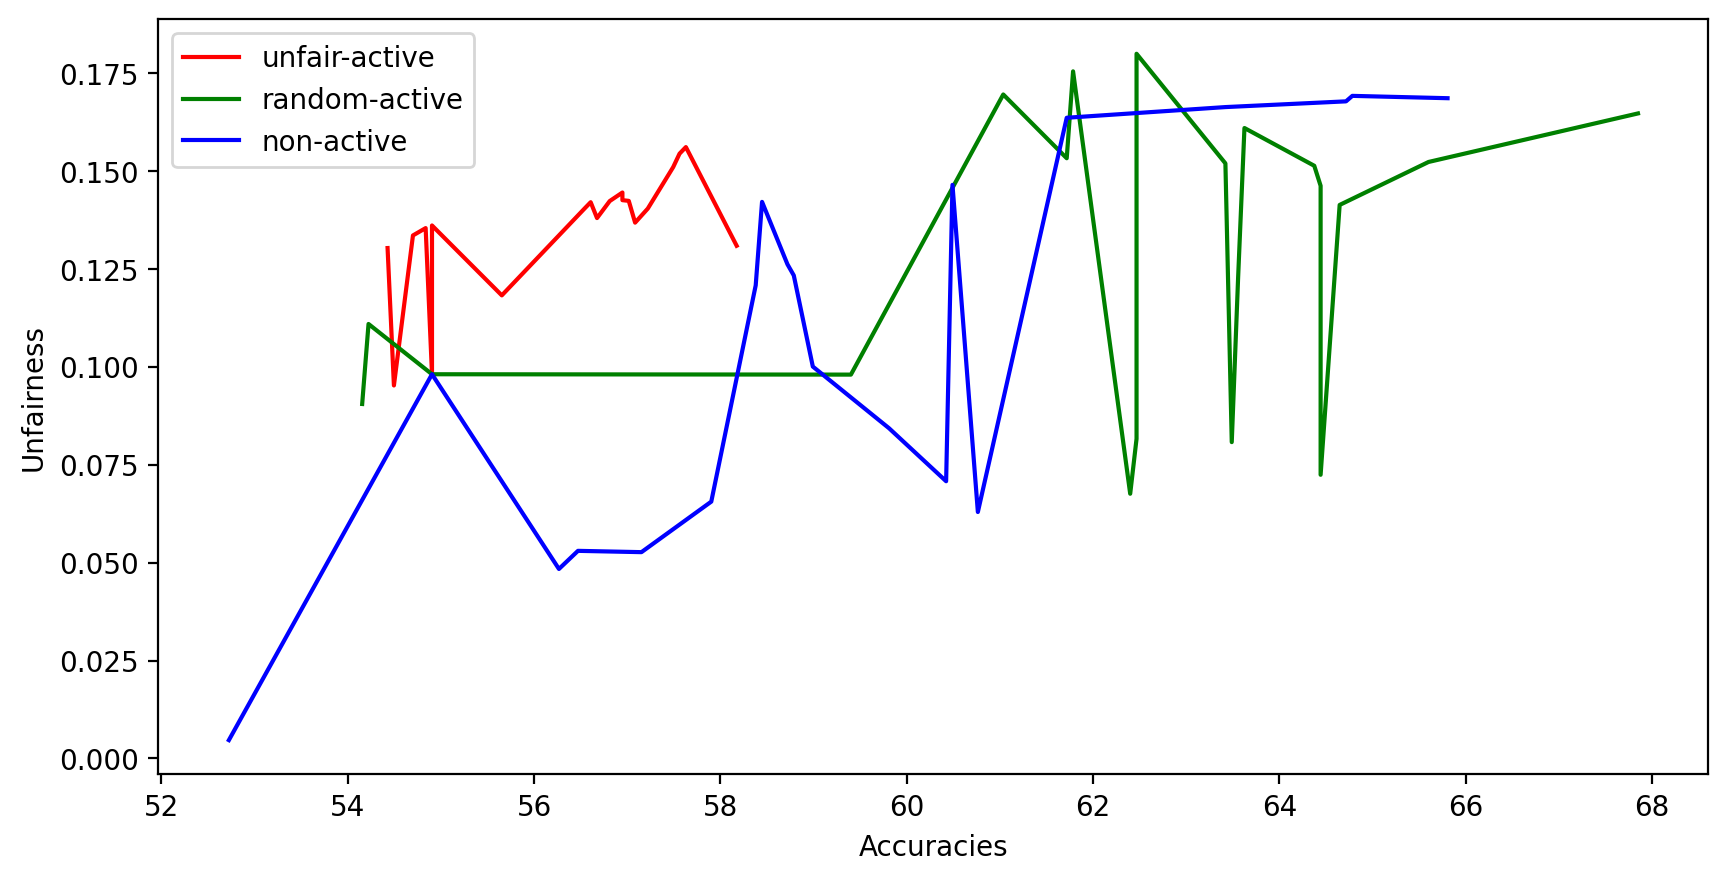 unfair-active
random-active
non-active
0.175
0.150
0.125
0.100
0.075
0.050
0.025
0.000
Unfairness
52 54 56 58 60 62 64 66 68
Accuracies